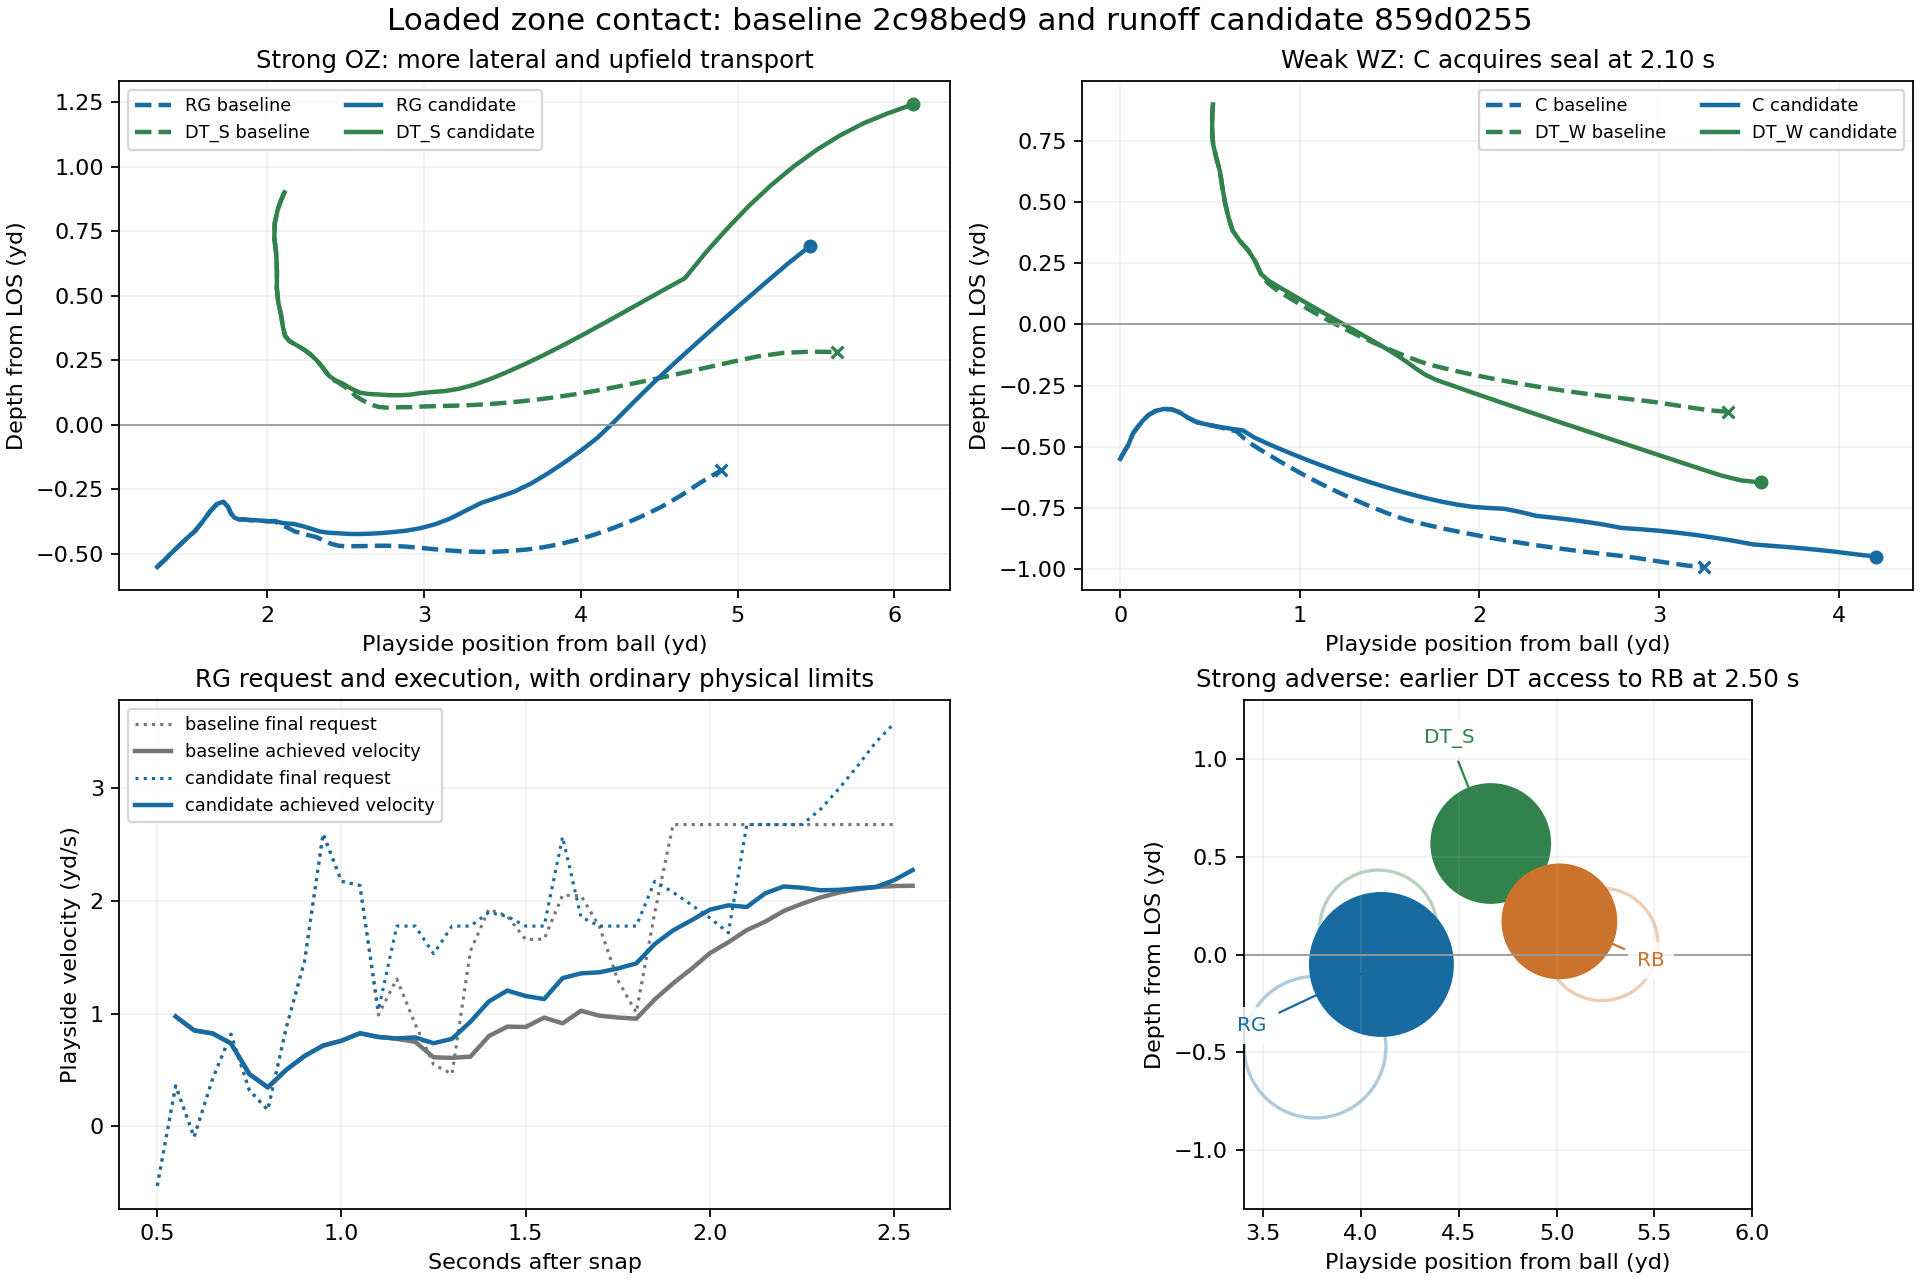 Loaded zone contact: baseline 2c98bed9 and runoff candidate 859d0255
Strong OZ: more lateral and upfield transport
RG baseline
DT_S baseline
RG candidate
DT_S candidate
Depth from LOS (yd)
1.25
1.00
0.75
0.50
0.25
0.00
−0.25
−0.50
2
3
4
5
6
Playside position from ball (yd)
Weak WZ: C acquires seal at 2.10 s
C baseline
DT_W baseline
C candidate
DT_W candidate
Depth from LOS (yd)
0.75
0.50
0.25
0.00
−0.25
−0.50
−0.75
−1.00
0
1
2
3
4
Playside position from ball (yd)
RG request and execution, with ordinary physical limits
baseline final request
baseline achieved velocity
candidate final request
candidate achieved velocity
Playside velocity (yd/s)
3
2
1
0
0.5
1.0
1.5
2.0
2.5
Seconds after snap
Strong adverse: earlier DT access to RB at 2.50 s
DT_S
RB
RG
Depth from LOS (yd)
1.0
0.5
0.0
−0.5
−1.0
3.5
4.0
4.5
5.0
5.5
6.0
Playside position from ball (yd)